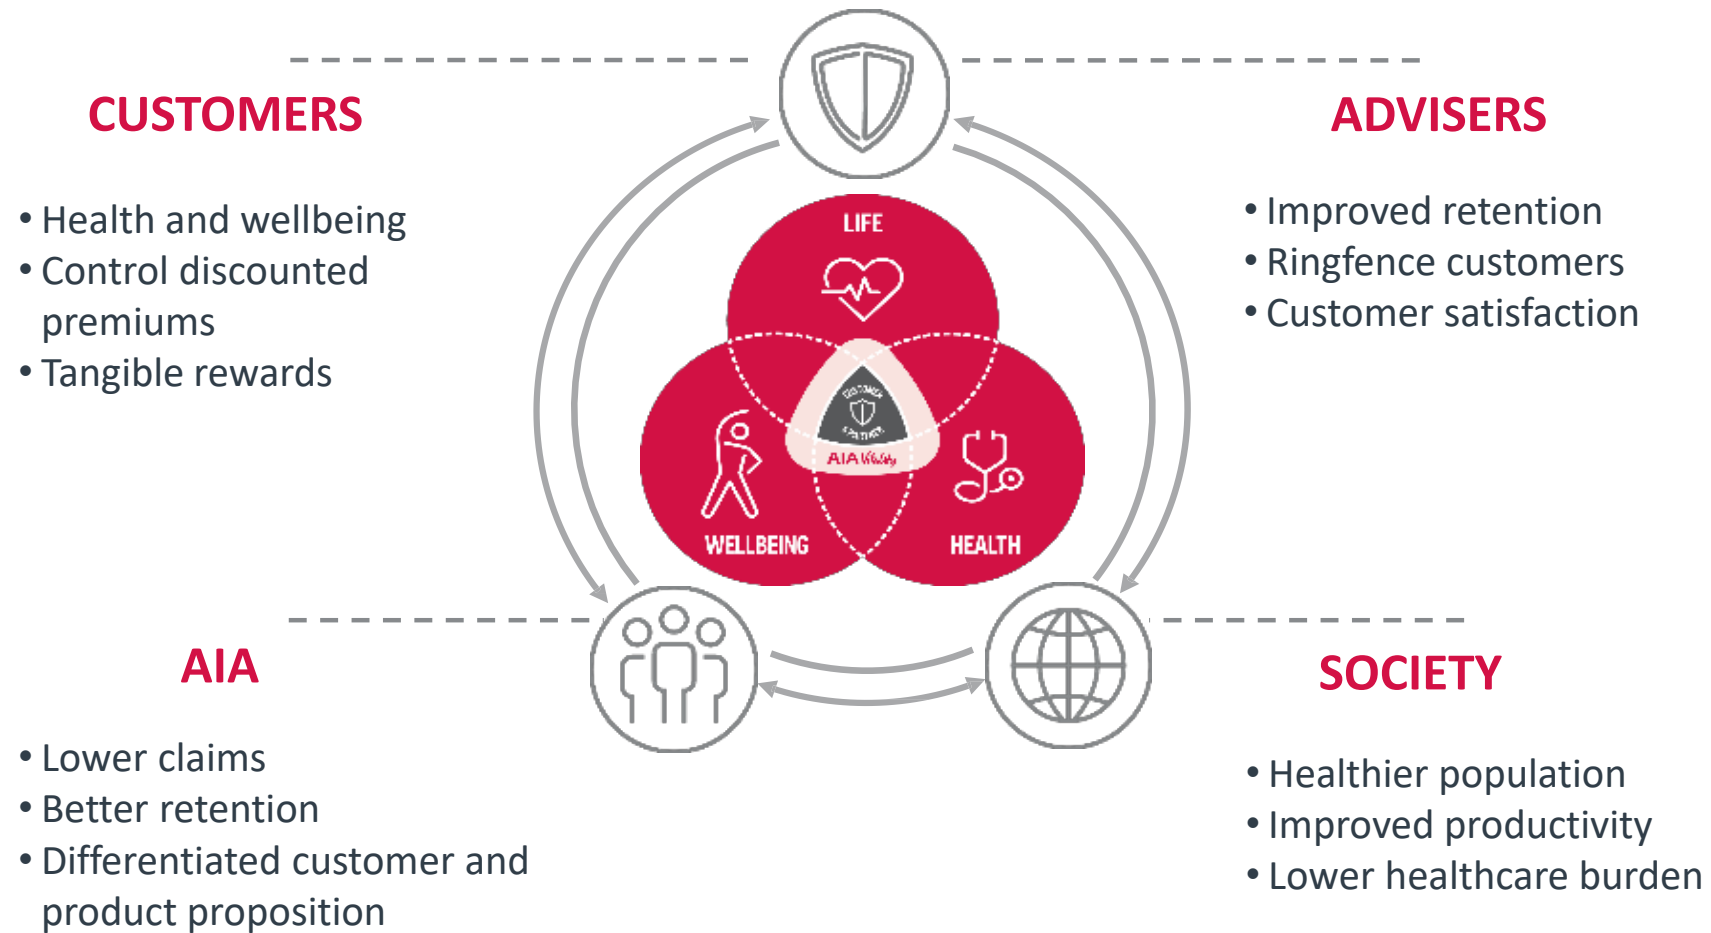 CUSTOMERS
• Health and wellbeing
• Control discounted
premiums
• Tangible rewards
ADVISERS
• Improved retention
• Ringfence customers
• Customer satisfaction
LIFE
CUSTOMER
AIA Vitality
WELLBEING
HEALTH
AIA
• Lower claims
• Better retention
• Differentiated customer and
product proposition
SOCIETY
• Healthier population
• Improved productivity
• Lower healthcare burden